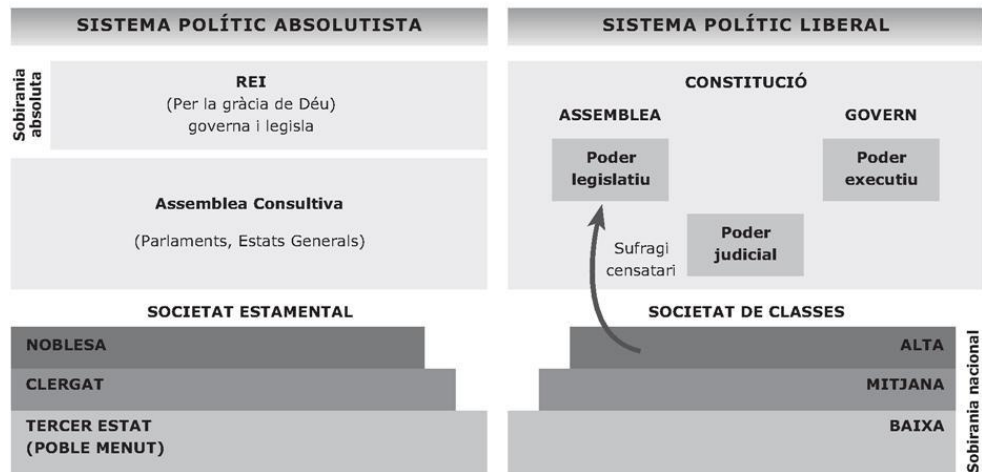 SISTEMA POLÍTIC ABSOLUTISTA
Sobirania
absoluta
REI
(Per la gràcia de Déu)
governa i legisla
Assemblea Consultiva
(Parlaments, Estats Generals)
SOCIETAT ESTAMENTAL
NOBLESA
CLERGAT
TERCER ESTAT
(POBLE MENUT)
SISTEMA POLÍTIC LIBERAL
CONSTITUCIÓ
ASSEMBLEA
GOVERN
Poder
legislatiu
Poder
executiu
Poder
judicial
Sufragi
censatari
SOCIETAT DE CLASSES
ALTA
MITJANA
BAIXA
Sobirania nacional